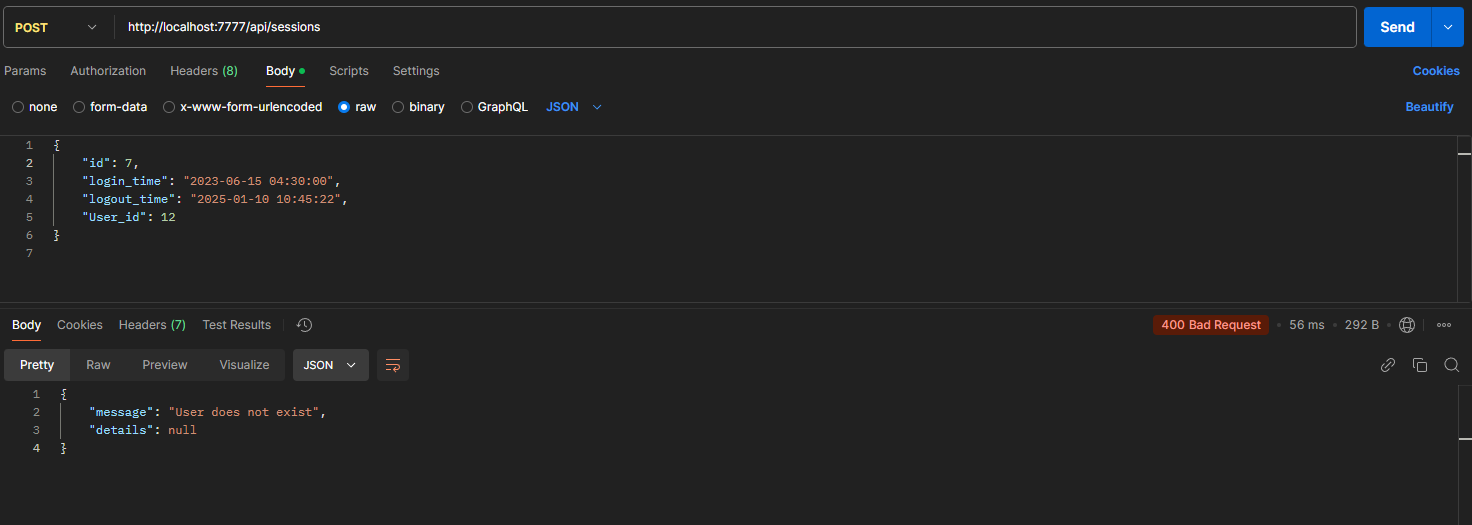 POST http://localhost:7777/api/sessions Send
Params Authorization Headers (8) Body Scripts Settings Cookies
none form-data x-www-form-urlencoded raw binary GraphQL JSON Beautify
1 {
2 "id": 7,
3 "login_time": "2023-06-15 04:30:00",
4 "logout_time": "2025-01-10 10:45:22",
5 "User_id": 12
6 }
7
Body Cookies Headers (7) Test Results 400 Bad Request • 56 ms • 292 B •
Pretty Raw Preview Visualize JSON
1 {
2 "message": "User does not exist",
3 "details": null
4 }